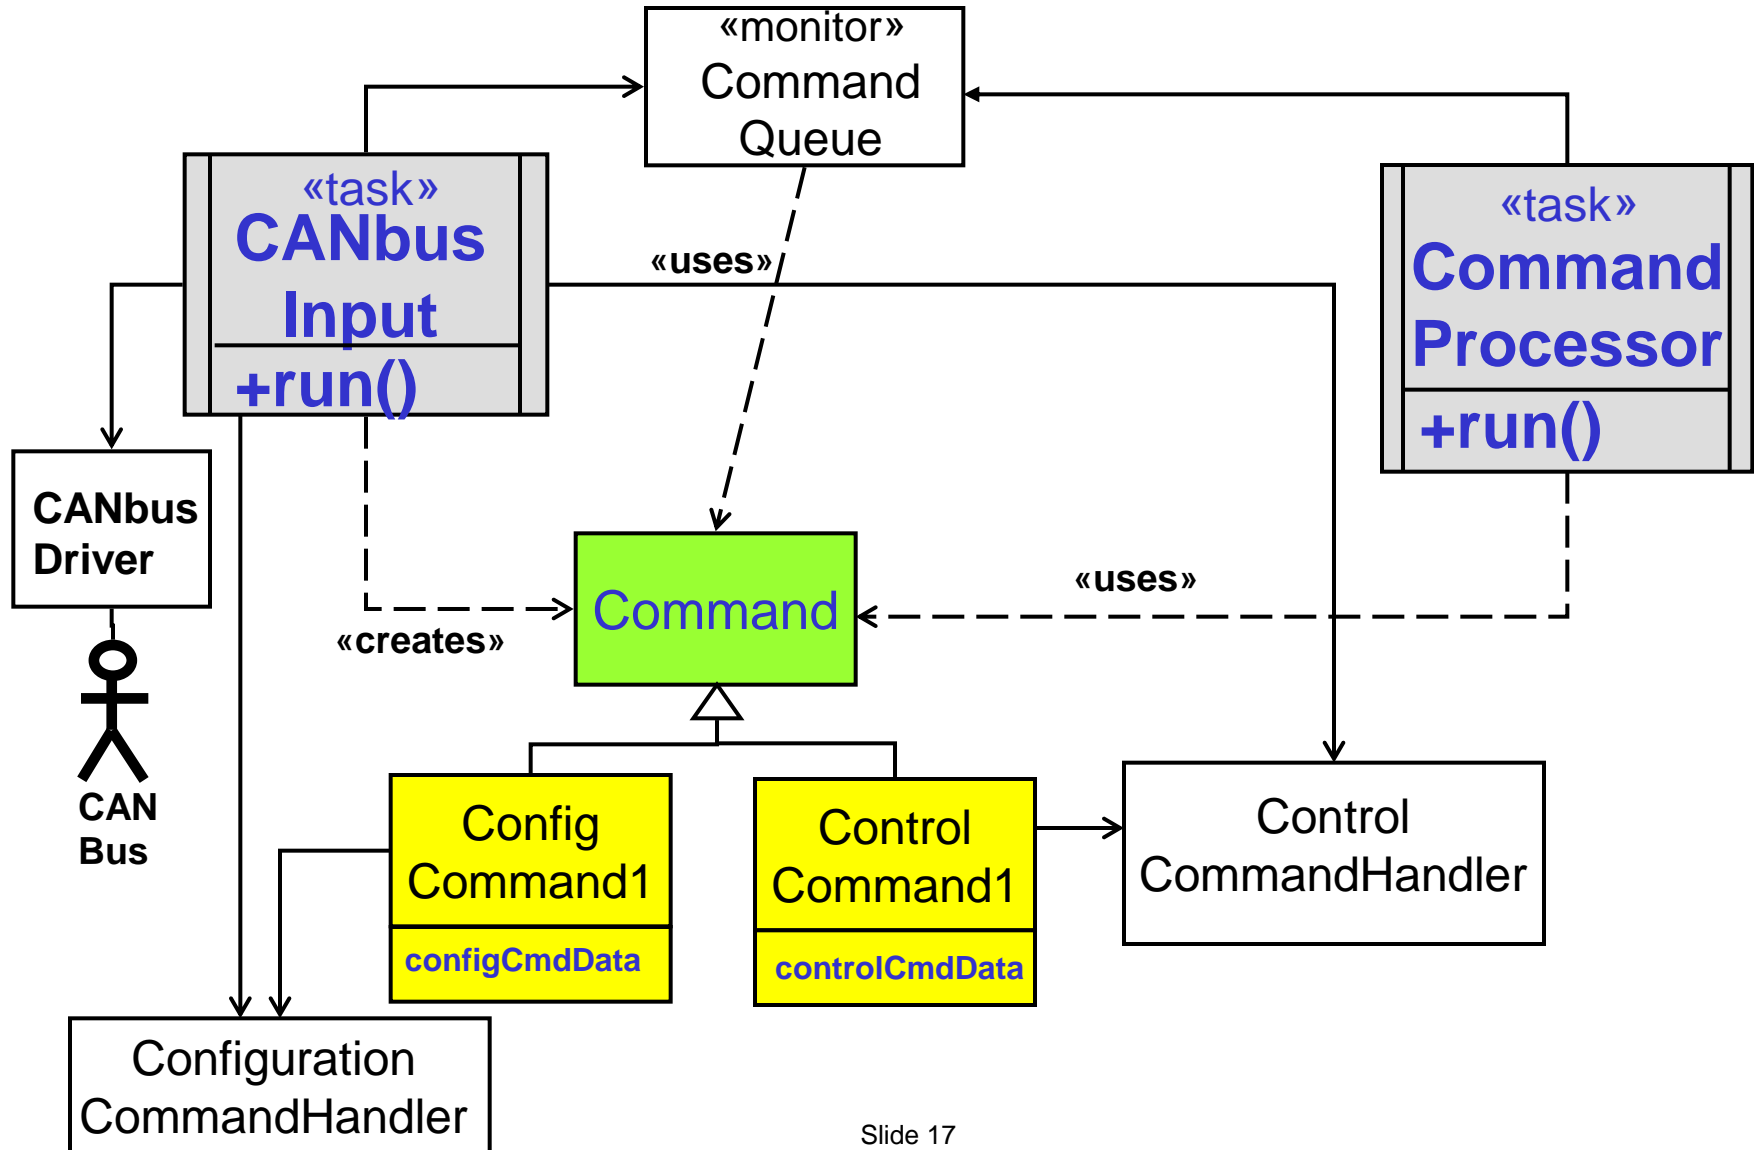 «monitor»
Command
Queue
«task»
CANbus
Input
+run()
«task»
Command
Processor
+run()
«uses»
CANbus
Driver
Command
«uses»
«creates»
CAN
Bus
Config
Command1
configCmdData
Control
Command1
controlCmdData
Control
CommandHandler
Configuration
CommandHandler
Slide 17